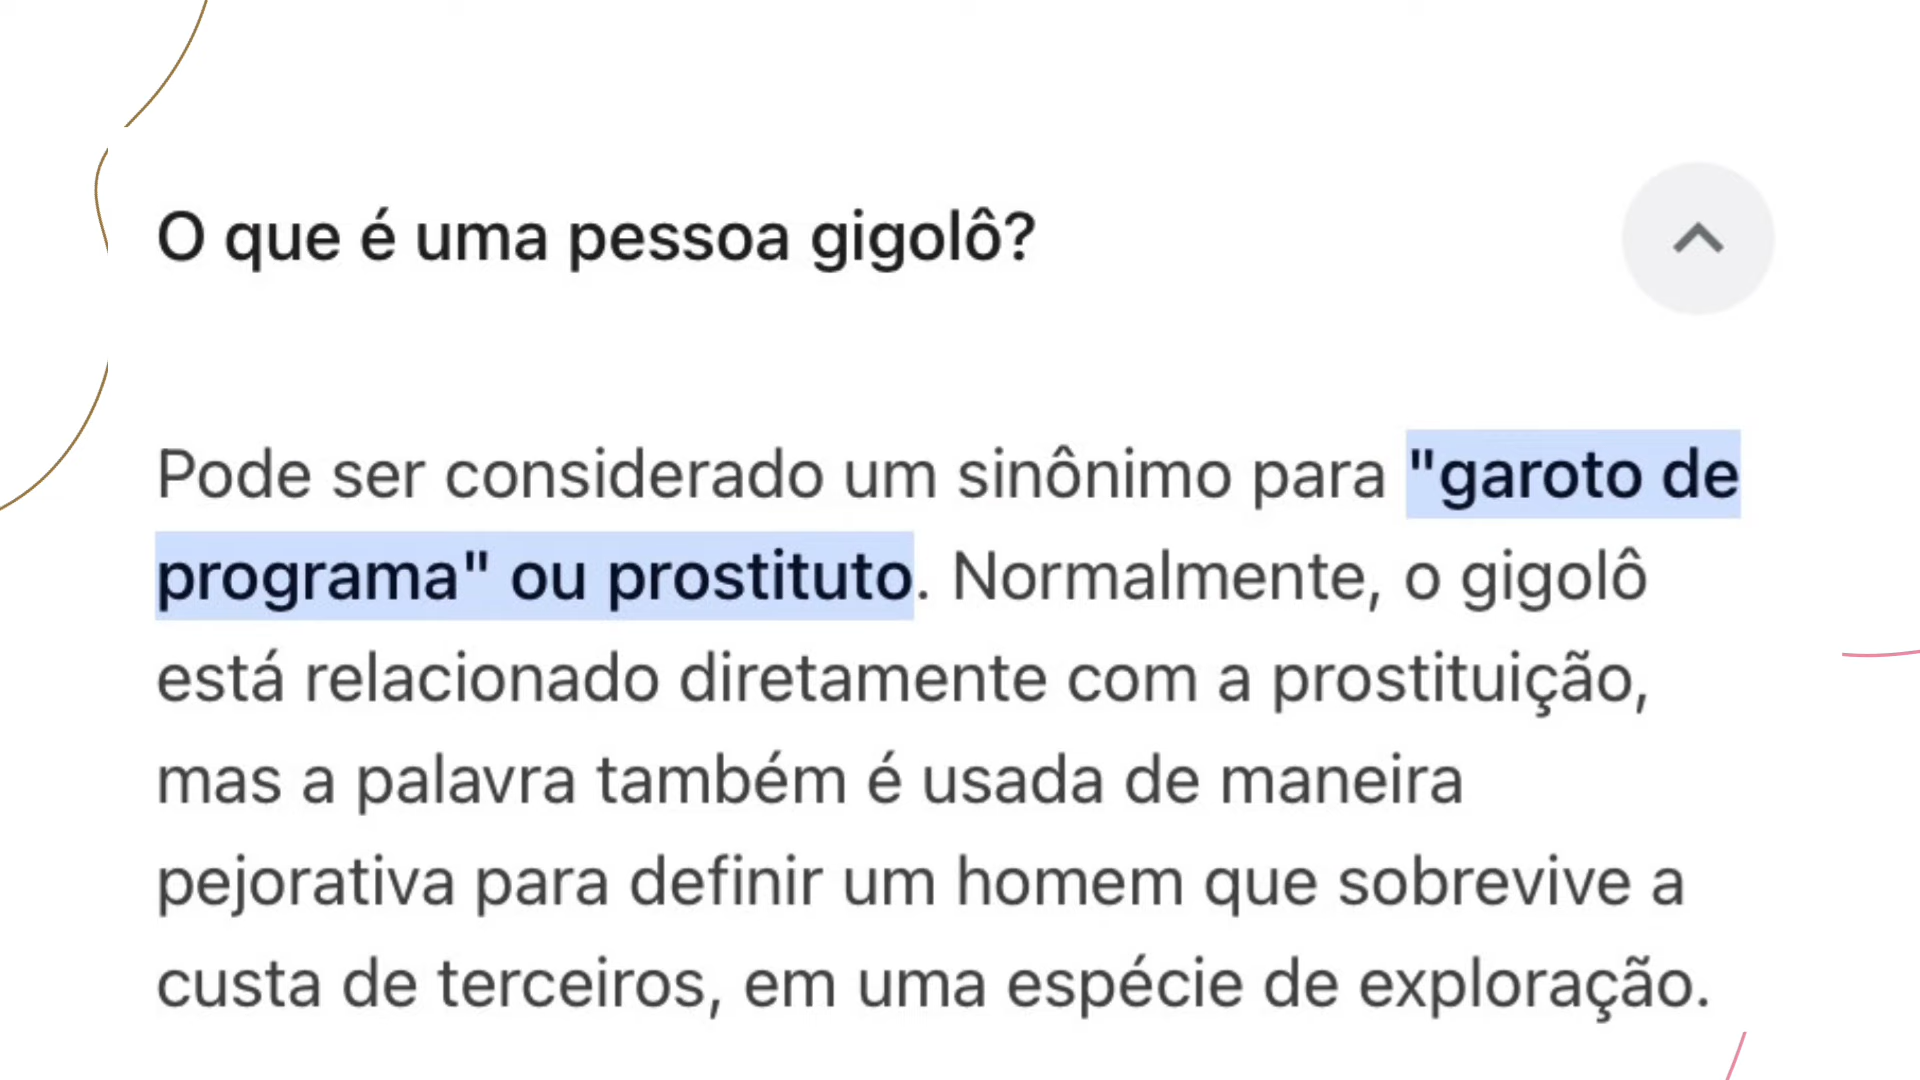 O que é uma pessoa gigolô?
Pode ser considerado um sinônimo para "garoto de
programa" ou prostituto. Normalmente, o gigolô
está relacionado diretamente com a prostituição,
mas a palavra também é usada de maneira
pejorativa para definir um homem que sobrevive a
custa de terceiros, em uma espécie de exploração.